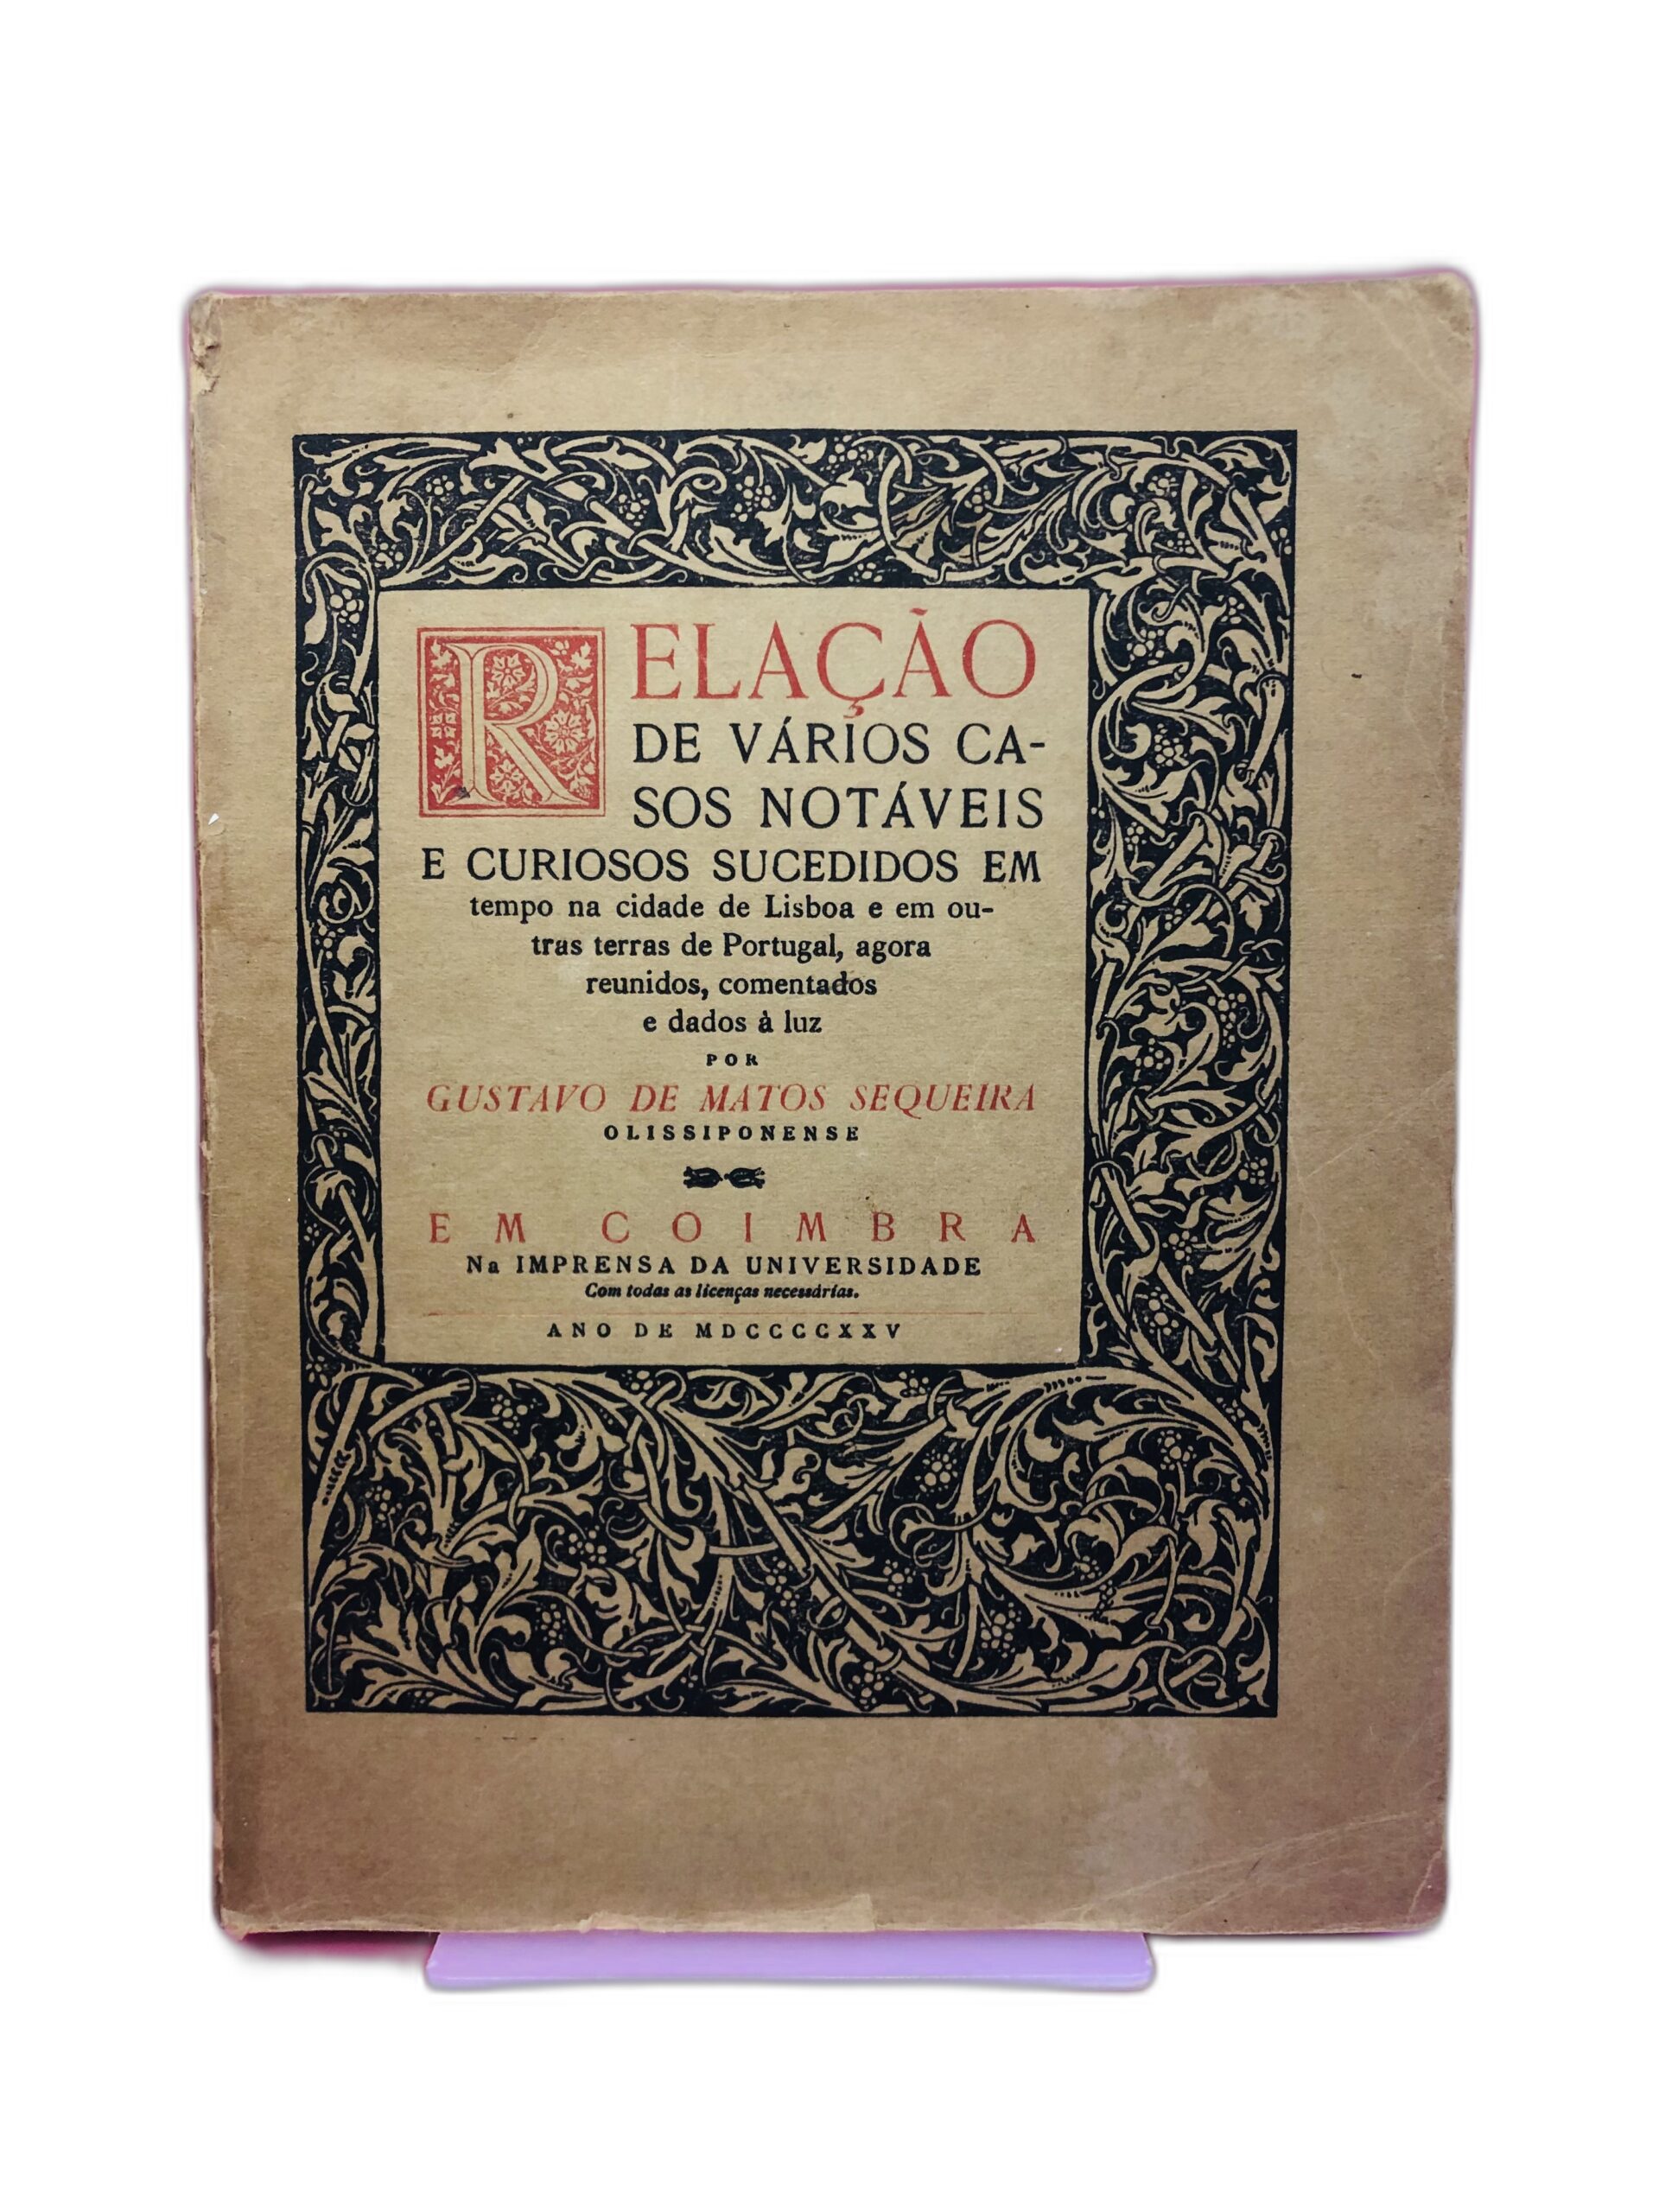 RELAÇÃO
DE VÁRIOS CA-
SOS NOTÁVEIS
E CURIOSOS SUCEDIDOS EM
tempo na cidade de Lisboa e em ou-
tras terras de Portugal, agora
reunidos, comentados
e dados à luz
POR
GUSTAVO DE MATOS SEQUEIRA
OLISSIPONENSE
EM COIMBRA
Na IMPRENSA DA UNIVERSIDADE
Com todas as licenças necessárias.
ANO DE MDCCCCXXV